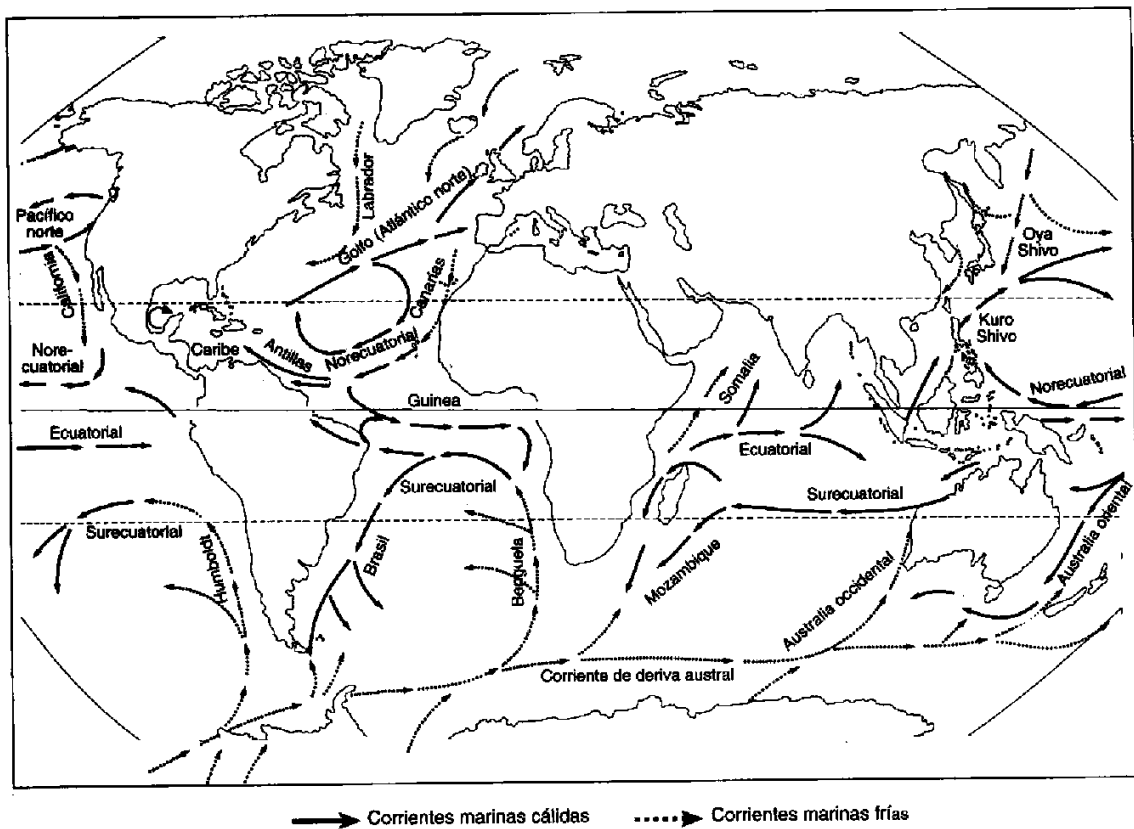 Labrador
Golfo (Atlántico norte)
Pacífico
norte
California
Oya
Shivo
Canarias
Kuro
Shivo
Nore-
cuatorial
Caribe
Antillas
Norecuatorial
Somalia
Norecuatorial
Guinea
Ecuatorial
Ecuatorial
Surecuatorial
Surecuatorial
Surecuatorial
Humboldt
Brasil
Benguela
Mozambique
Australia occidental
Australia oriental
Corriente de deriva austral
Corrientes marinas cálidas
Corrientes marinas frías